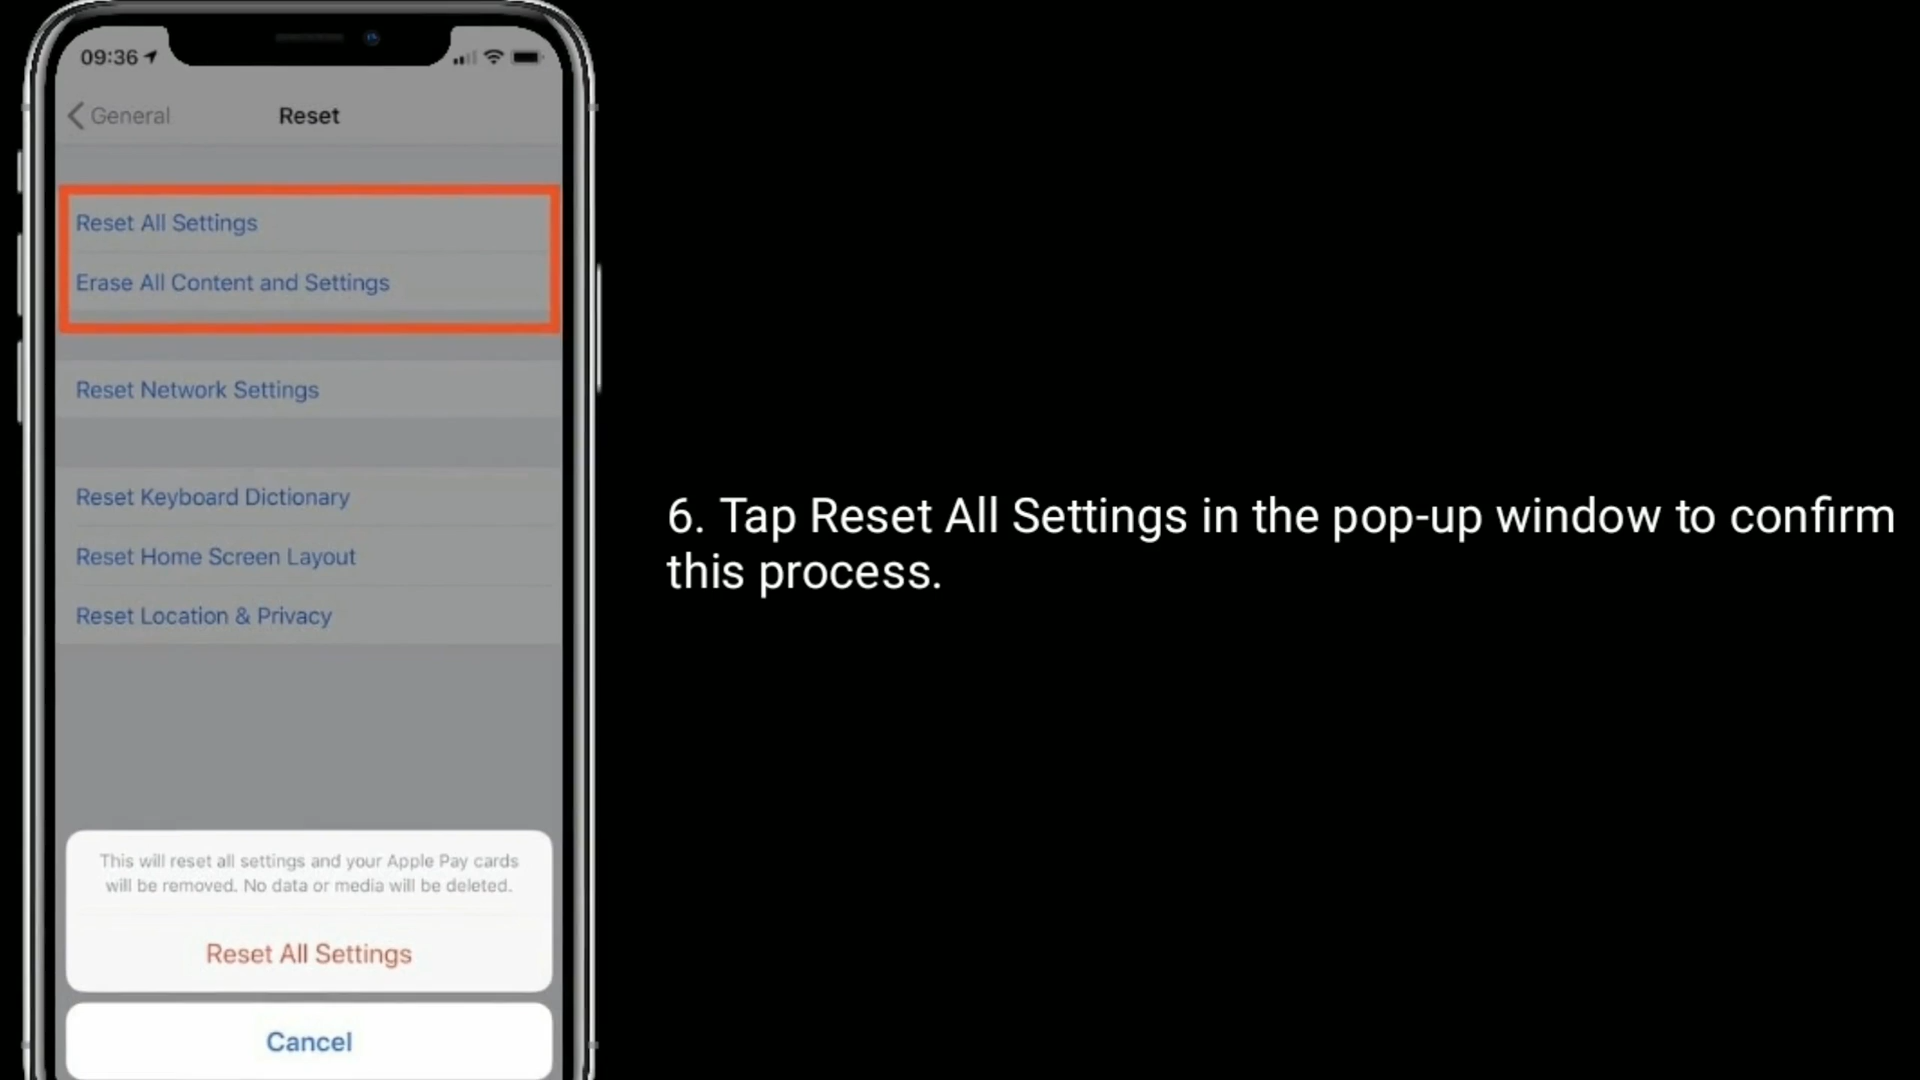 09:36
General
Reset
Reset All Settings
Erase All Content and Settings
Reset Network Settings
Reset Keyboard Dictionary
Reset Home Screen Layout
Reset Location & Privacy
This will reset all settings and your Apple Pay cards
will be removed. No data or media will be deleted.
Reset All Settings
Cancel
6. Tap Reset All Settings in the pop-up window to confirm
this process.